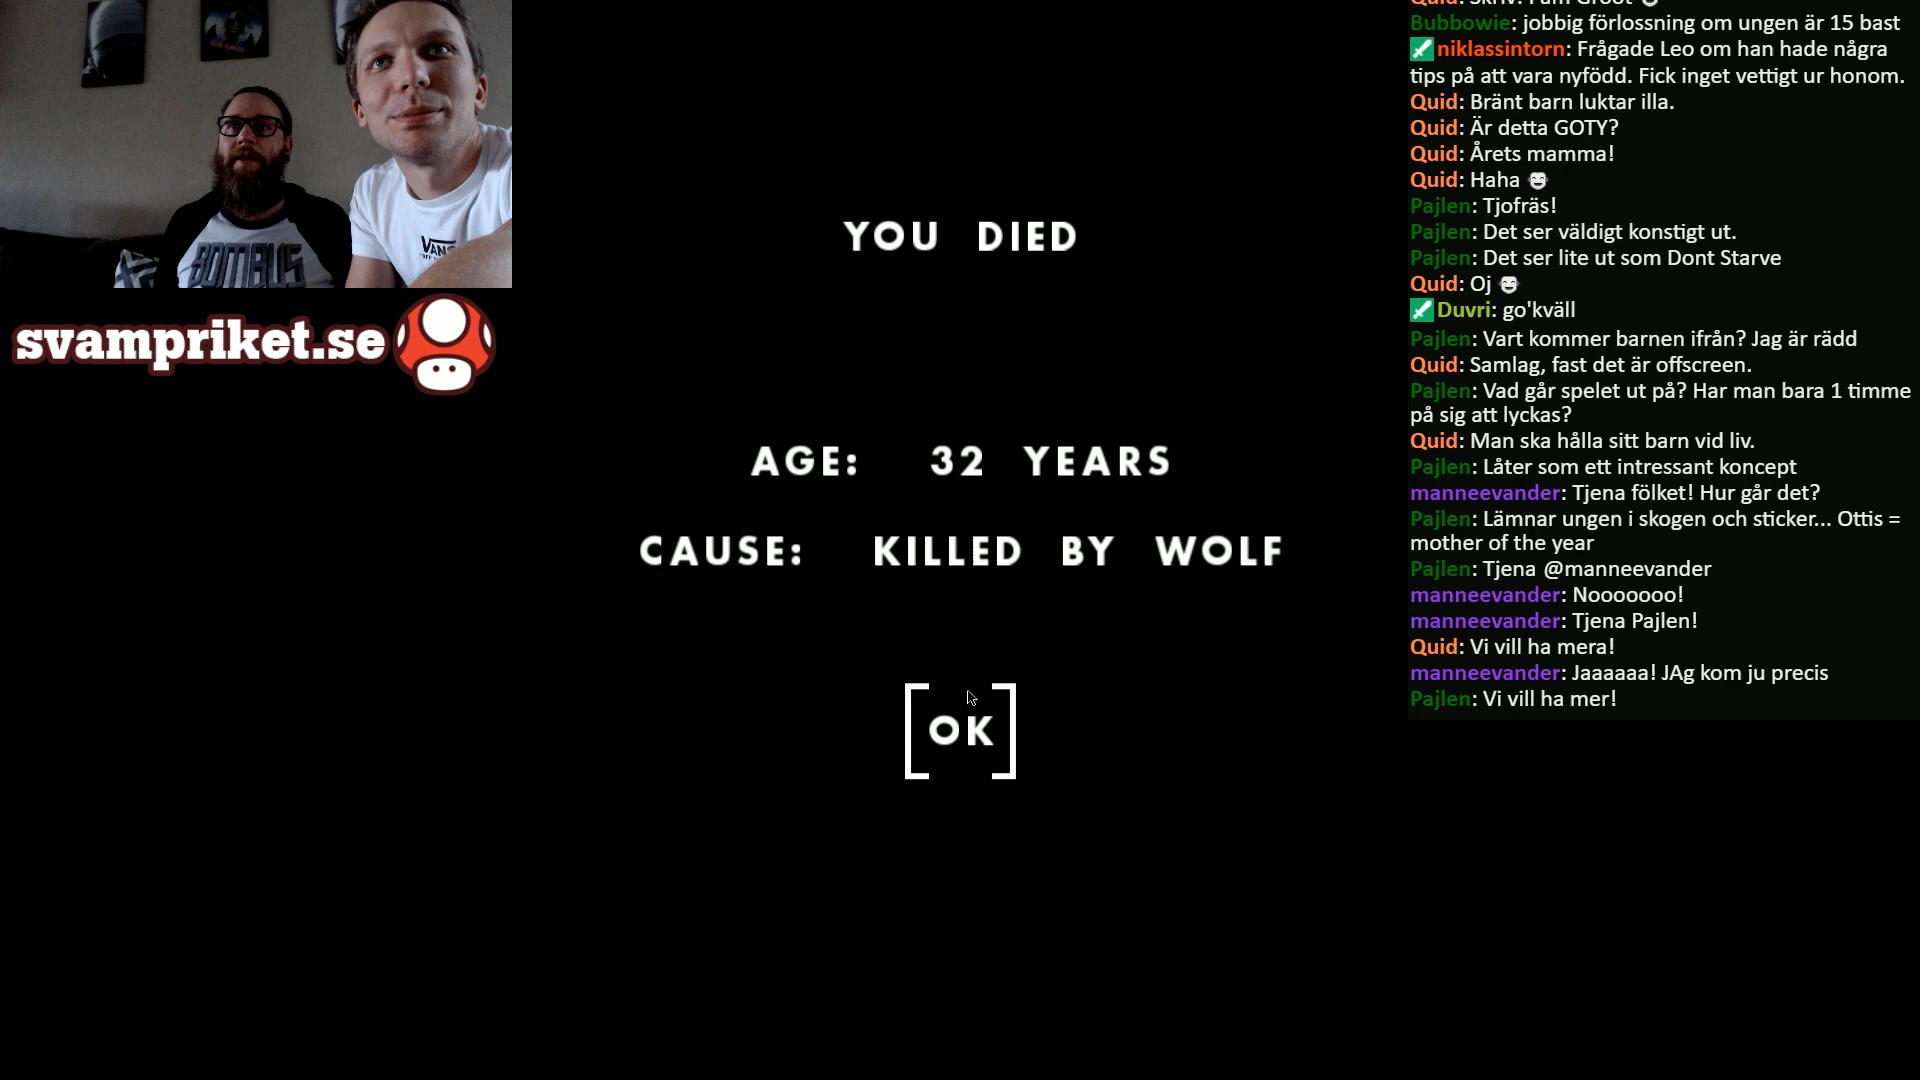 BOMBUS
VANS
svampriket.se
YOU DIED
AGE: 32 YEARS
CAUSE: KILLED BY WOLF
OK
Bubbowie: jobbig förlossning om ungen är 15 bast
niklassintorn: Frågade Leo om han hade några
tips på att vara nyfödd. Fick inget vettigt ur honom.
Quid: Bränt barn luktar illa.
Quid: Är detta GOTY?
Quid: Årets mamma!
Quid: Haha
Pajlen: Tjofräs!
Pajlen: Det ser väldigt konstigt ut.
Pajlen: Det ser lite ut som Dont Starve
Quid: Oj
Duvri: go'kväll
Pajlen: Vart kommer barnen ifrån? Jag är rädd
Quid: Samlag, fast det är offscreen.
Pajlen: Vad går spelet ut på? Har man bara 1 timme
på sig att lyckas?
Quid: Man ska hålla sitt barn vid liv.
Pajlen: Låter som ett intressant koncept
manneevander: Tjena fölket! Hur går det?
Pajlen: Lämnar ungen i skogen och sticker... Ottis =
mother of the year
Pajlen: Tjena @manneevander
manneevander: Nooooooo!
manneevander: Tjena Pajlen!
Quid: Vi vill ha mera!
manneevander: Jaaaaaa! JAg kom ju precis
Pajlen: Vi vill ha mer!